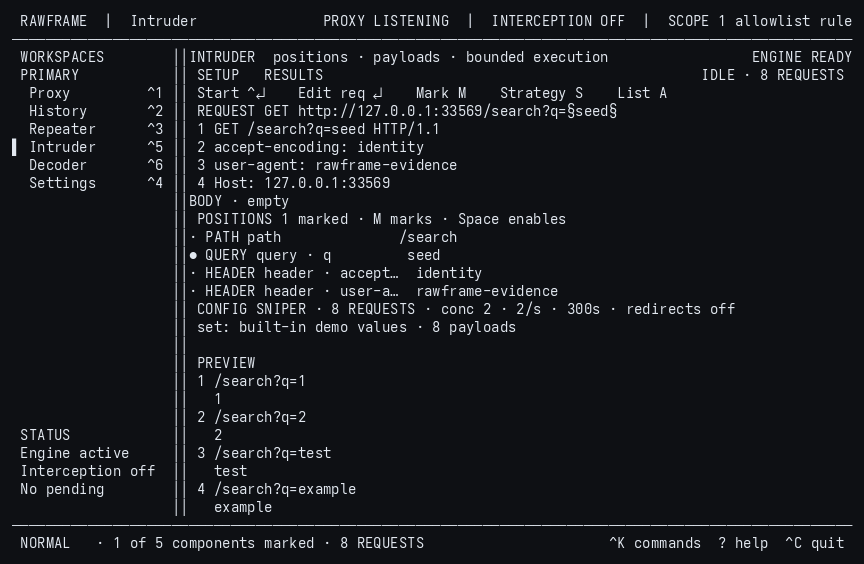 RAWFRAME | Intruder PROXY LISTENING | INTERCEPTION OFF | SCOPE 1 allowlist rule
WORKSPACES ││INTRUDER positions · payloads · bounded execution ENGINE READY
PRIMARY ││ SETUP RESULTS IDLE · 8 REQUESTS
Proxy ^1 ││ Start ^↵ Edit req ↵ Mark M Strategy S List A
History ^2 ││ REQUEST GET http://127.0.0.1:33569/search?q=§seed§
Repeater ^3 ││ 1 GET /search?q=seed HTTP/1.1
Intruder ^5 ││ 2 accept-encoding: identity
Decoder ^6 ││ 3 user-agent: rawframe-evidence
Settings ^4 ││ 4 Host: 127.0.0.1:33569
││BODY · empty
││ POSITIONS 1 marked · M marks · Space enables
││· PATH path /search
││● QUERY query · q seed
││· HEADER header · accept… identity
││· HEADER header · user-a… rawframe-evidence
││ CONFIG SNIPER · 8 REQUESTS · conc 2 · 2/s · 300s · redirects off
││ set: built-in demo values · 8 payloads
││
││ PREVIEW
││ 1 /search?q=1
││ 1
││ 2 /search?q=2
STATUS ││ 2
Engine active ││ 3 /search?q=test
Interception off ││ test
No pending ││ 4 /search?q=example
││ example
NORMAL · 1 of 5 components marked · 8 REQUESTS ^K commands ? help ^C quit